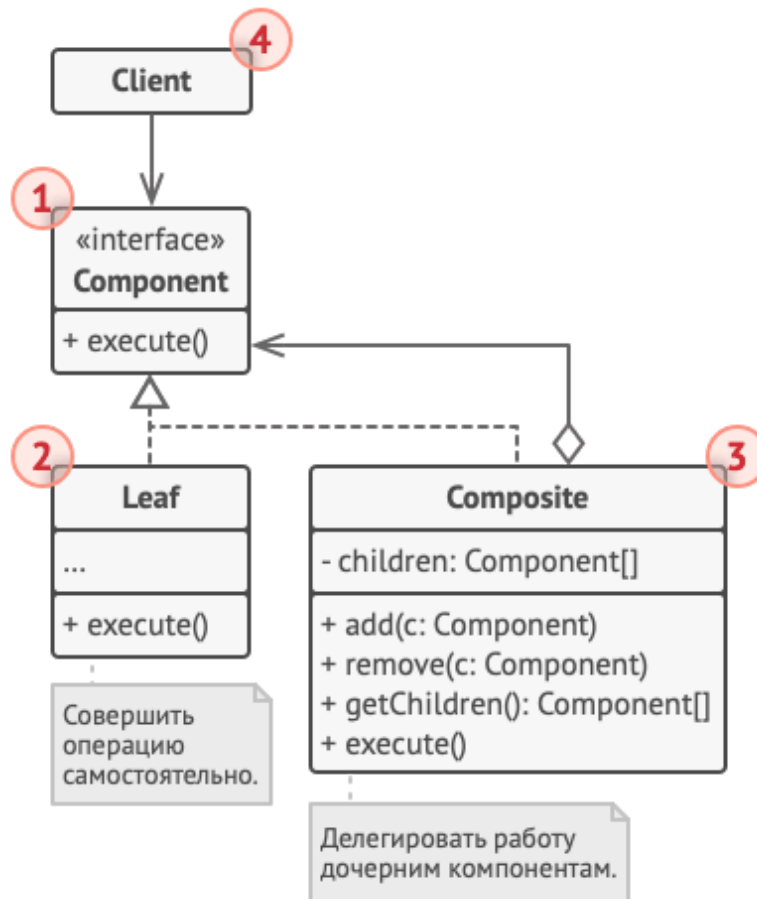 4
Client
1
«interface»
Component
+ execute()
2
Leaf
...
+ execute()
Совершить
операцию
самостоятельно.
3
Composite
- children: Component[]
+ add(c: Component)
+ remove(c: Component)
+ getChildren(): Component[]
+ execute()
Делегировать работу
дочерним компонентам.